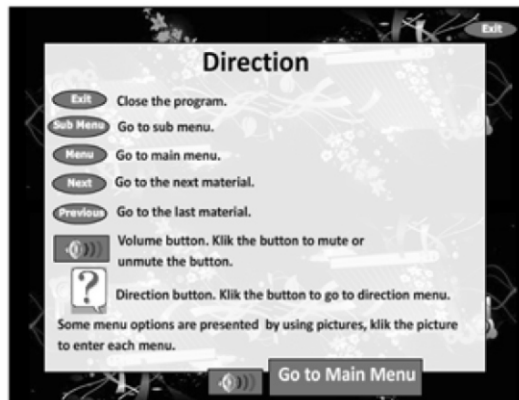 Exit
Direction
Exit Close the program.
Sub Menu Go to sub menu.
Menu Go to main menu.
Next Go to the next material.
Previous Go to the last material.
Volume button. Klik the button to mute or
unmute the button.
? Direction button. Klik the button to go to direction menu.
Some menu options are presented by using pictures, klik the picture
to enter each menu.
Go to Main Menu